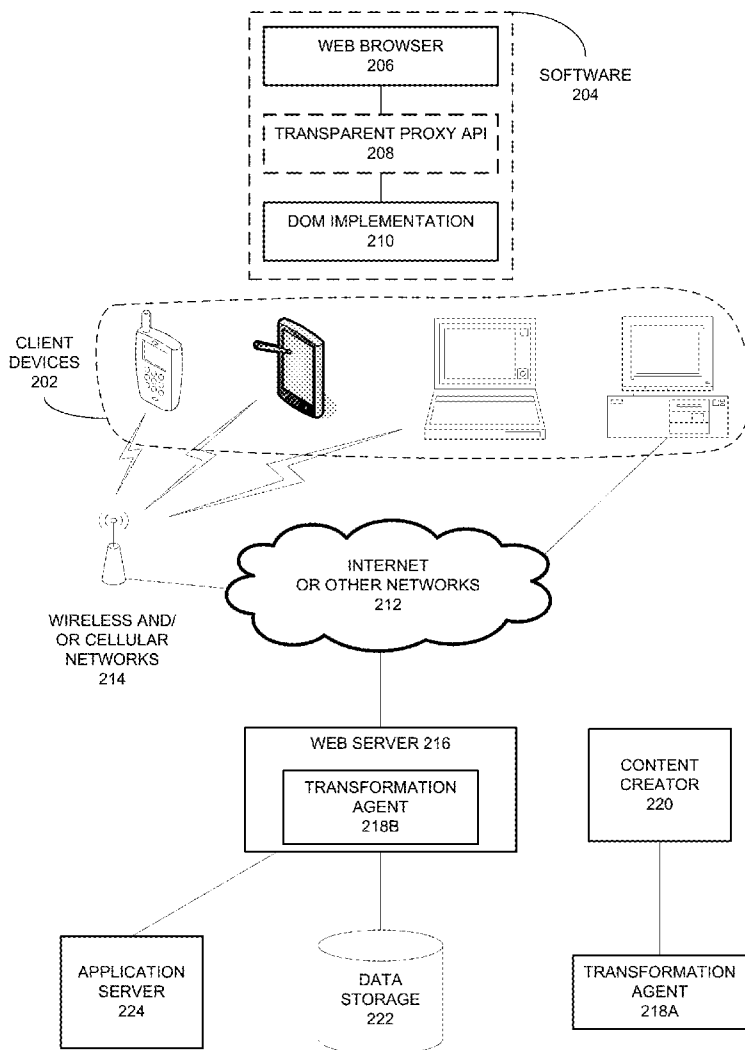 WEB BROWSER
206
SOFTWARE
204
TRANSPARENT PROXY API
208
DOM IMPLEMENTATION
210
CLIENT
DEVICES
202
INTERNET
OR OTHER NETWORKS
212
WIRELESS AND/
OR CELLULAR
NETWORKS
214
WEB SERVER 216
TRANSFORMATION
AGENT
218B
CONTENT
CREATOR
220
APPLICATION
SERVER
224
DATA
STORAGE
222
TRANSFORMATION
AGENT
218A